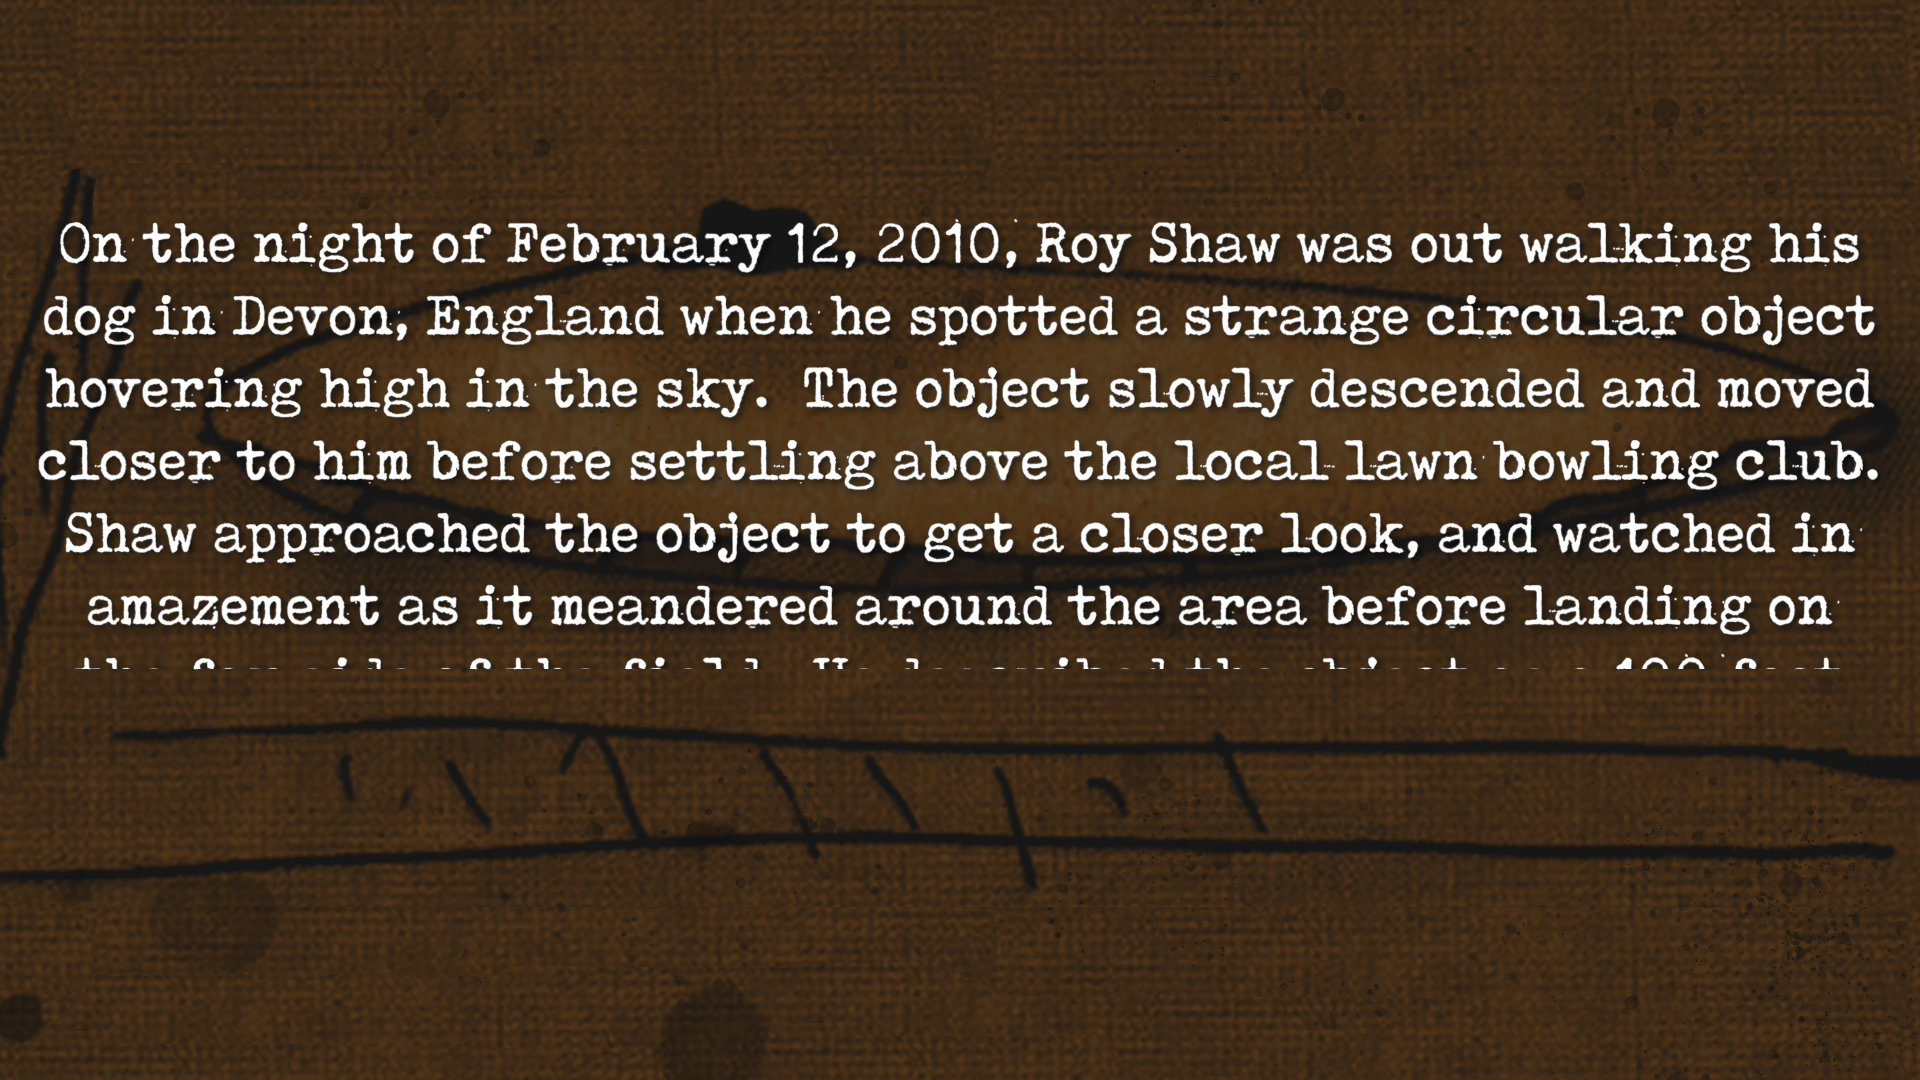 On the night of February 12, 2010, Roy Shaw was out walking his
dog in Devon, England when he spotted a strange circular object
hovering high in the sky.  The object slowly descended and moved
closer to him before settling above the local lawn bowling club.
Shaw approached the object to get a closer look, and watched in
amazement as it meandered around the area before landing on